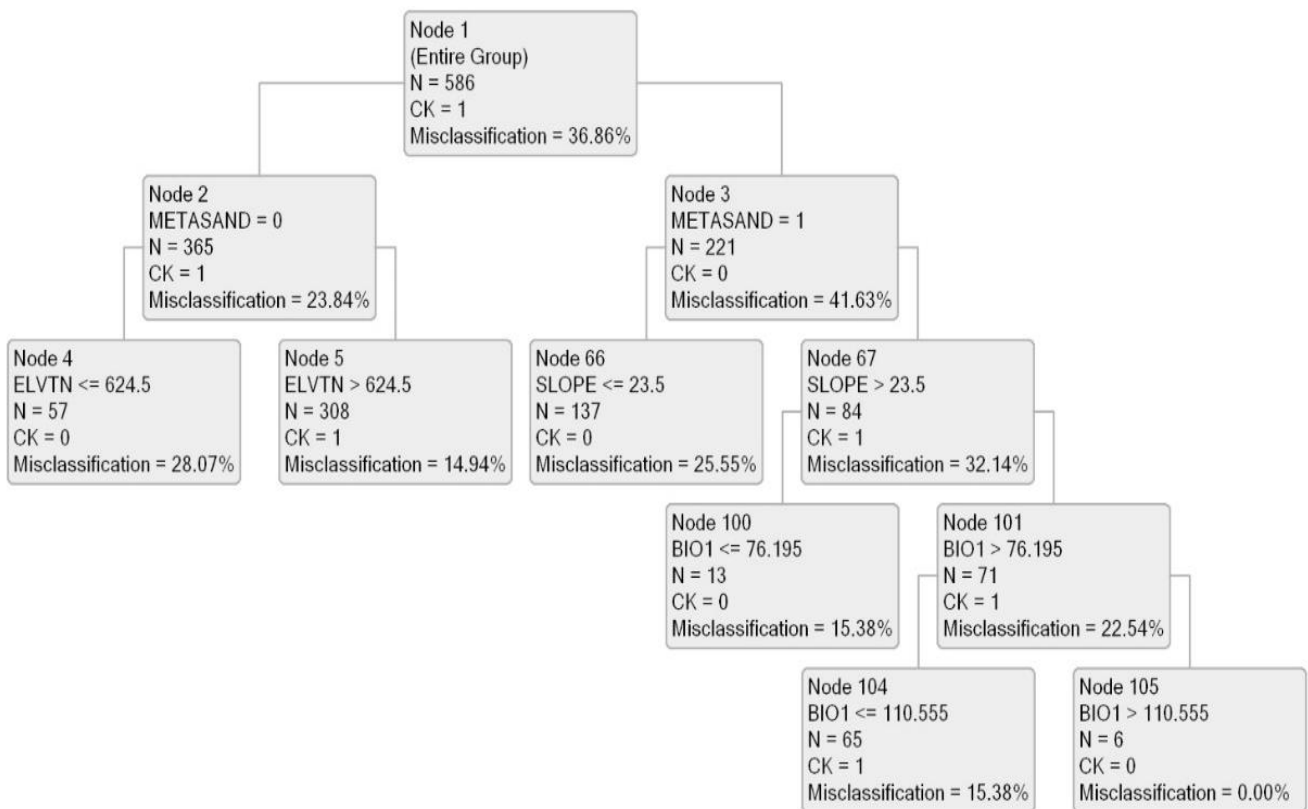 Node 1
(Entire Group)
N = 586
CK = 1
Misclassification = 36.86%
Node 2
METASAND = 0
N = 365
CK = 1
Misclassification = 23.84%
Node 3
METASAND = 1
N = 221
CK = 0
Misclassification = 41.63%
Node 4
ELVTN <= 624.5
N = 57
CK = 0
Misclassification = 28.07%
Node 5
ELVTN > 624.5
N = 308
CK = 1
Misclassification = 14.94%
Node 66
SLOPE <= 23.5
N = 137
CK = 0
Misclassification = 25.55%
Node 67
SLOPE > 23.5
N = 84
CK = 1
Misclassification = 32.14%
Node 100
BIO1 <= 76.195
N = 13
CK = 0
Misclassification = 15.38%
Node 101
BIO1 > 76.195
N = 71
CK = 1
Misclassification = 22.54%
Node 104
BIO1 <= 110.555
N = 65
CK = 1
Misclassification = 15.38%
Node 105
BIO1 > 110.555
N = 6
CK = 0
Misclassification = 0.00%